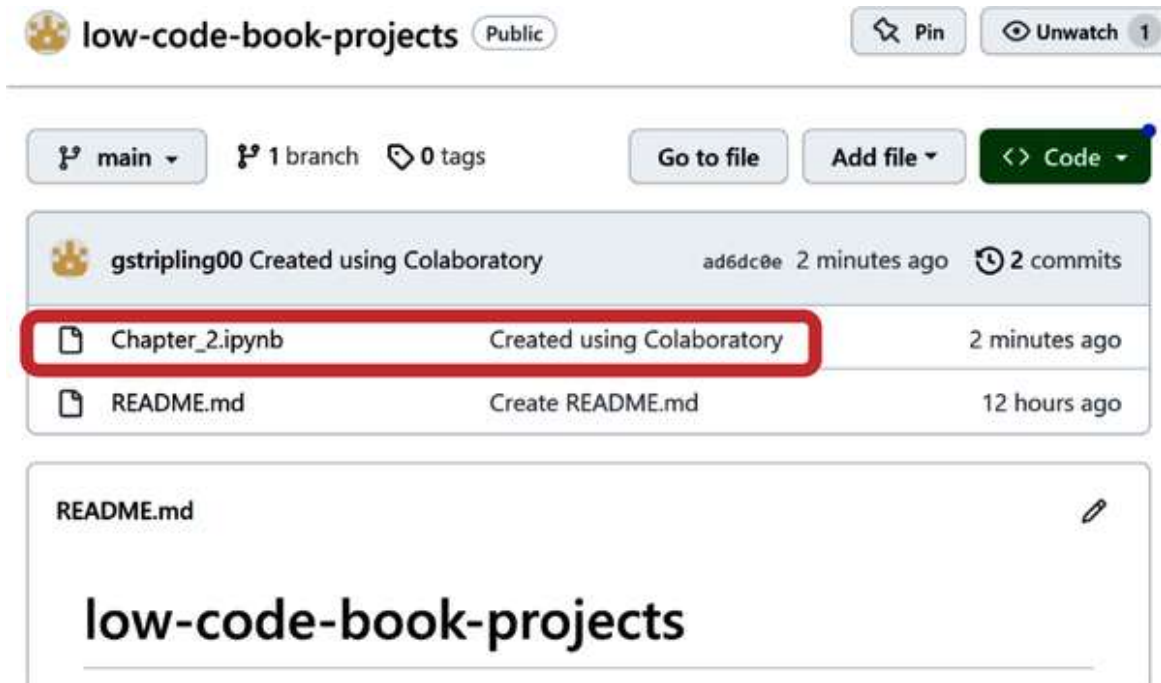 low-code-book-projects Public Pin Unwatch 1
main 1 branch 0 tags Go to file Add file <> Code
gstripling00 Created using Colaboratory ad6dc0e 2 minutes ago 2 commits
Chapter_2.ipynb Created using Colaboratory 2 minutes ago
README.md Create README.md 12 hours ago
README.md
low-code-book-projects